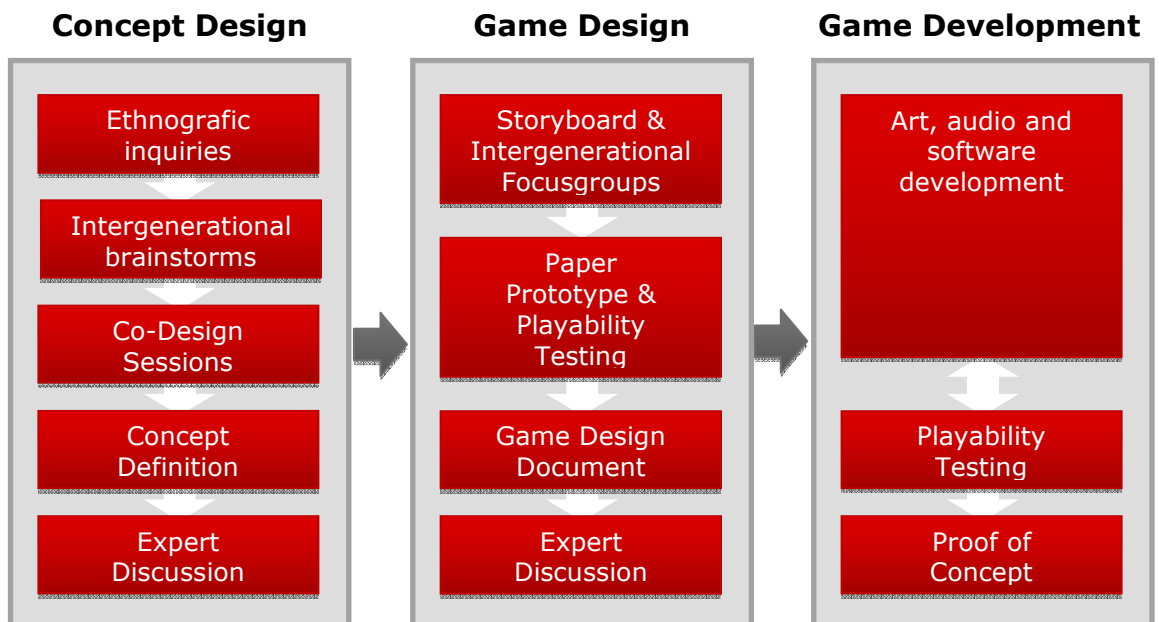 Concept Design
Ethnografic
inquiries
Intergenerational
brainstorms
Co-Design
Sessions
Concept
Definition
Expert
Discussion
Game Design
Storyboard &
Intergenerational
Focusgroups
Paper
Prototype &
Playability
Testing
Game Design
Document
Expert
Discussion
Game Development
Art, audio and
software
development
Playability
Testing
Proof of
Concept